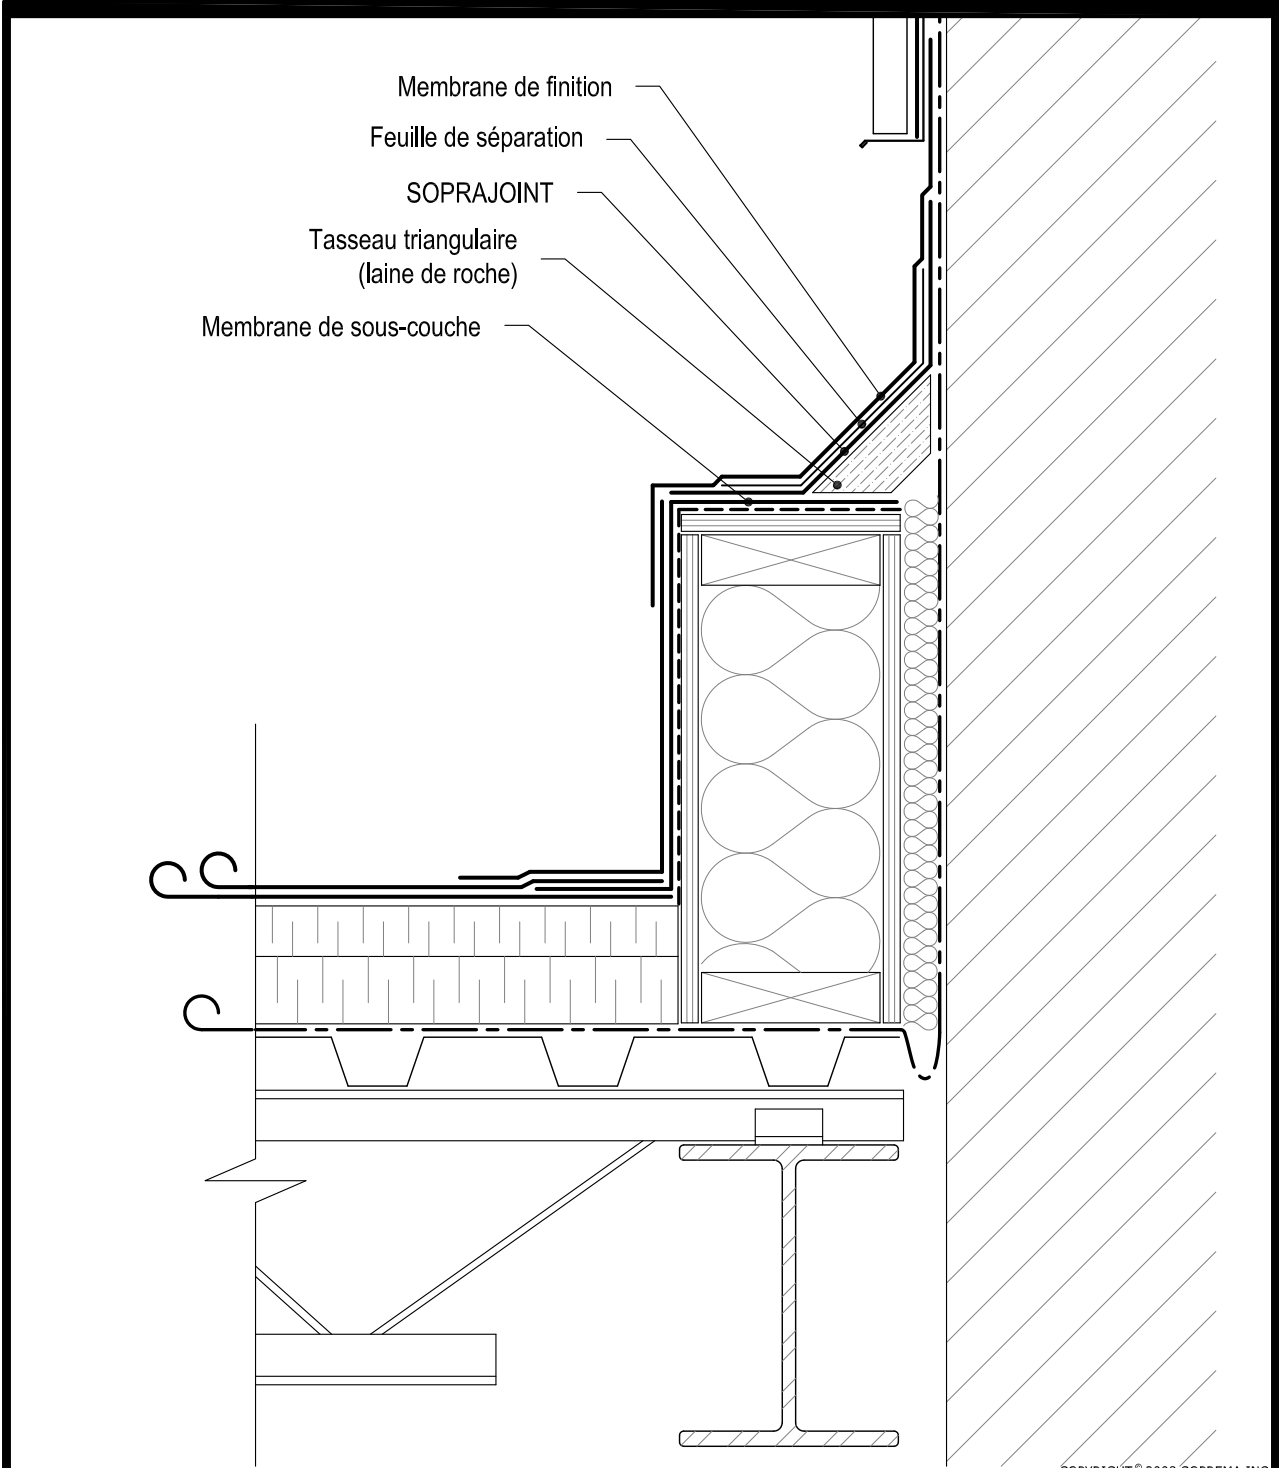 Membrane de finition
Feuille de séparation
SOPRAJOINT
Tasseau triangulaire
(laine de roche)
Membrane de sous-couche